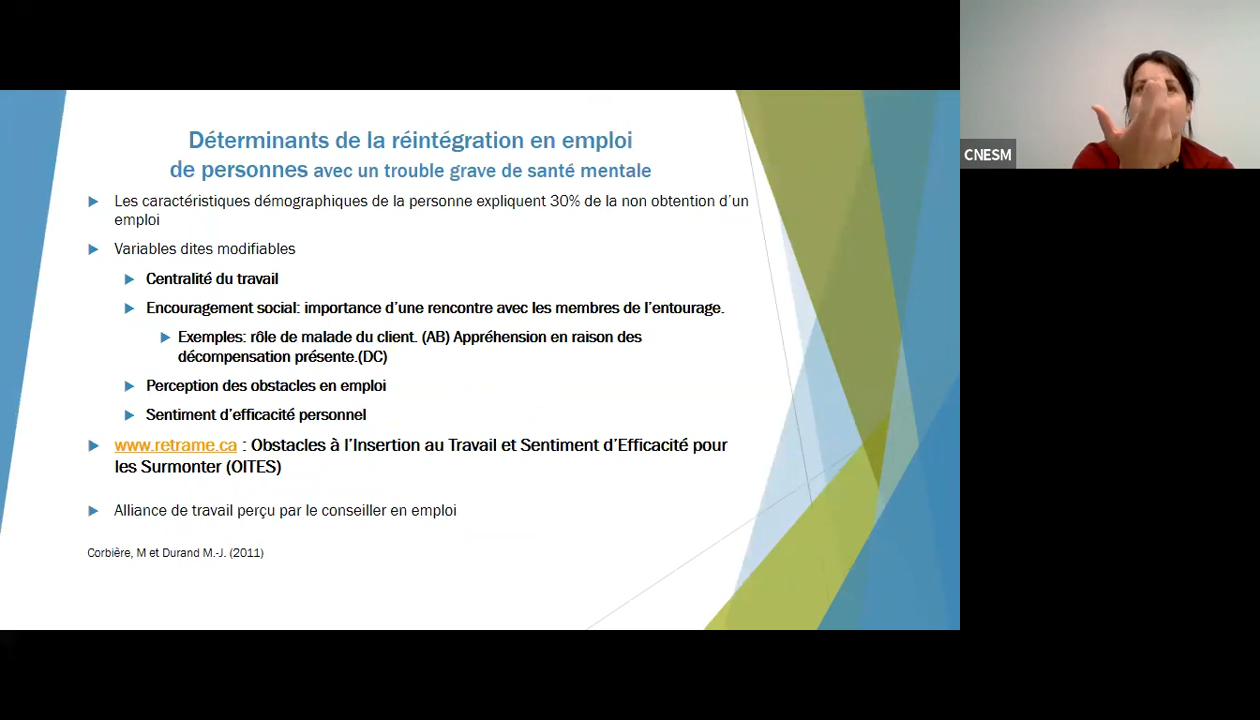 Déterminants de la réintégration en emploi
de personnes avec un trouble grave de santé mentale
Les caractéristiques démographiques de la personne expliquent 30% de la non obtention d'un
emploi
Variables dites modifiables
Centralité du travail
Encouragement social: importance d'une rencontre avec les membres de l'entourage.
Exemples: rôle de malade du client. (AB) Appréhension en raison des
décompensation présente.(DC)
Perception des obstacles en emploi
Sentiment d'efficacité personnel
www.retrame.ca : Obstacles à l'Insertion au Travail et Sentiment d'Efficacité pour
les Surmonter (OITES)
Alliance de travail perçu par le conseiller en emploi
Corbière, M et Durand M.-J. (2011)
CNESM